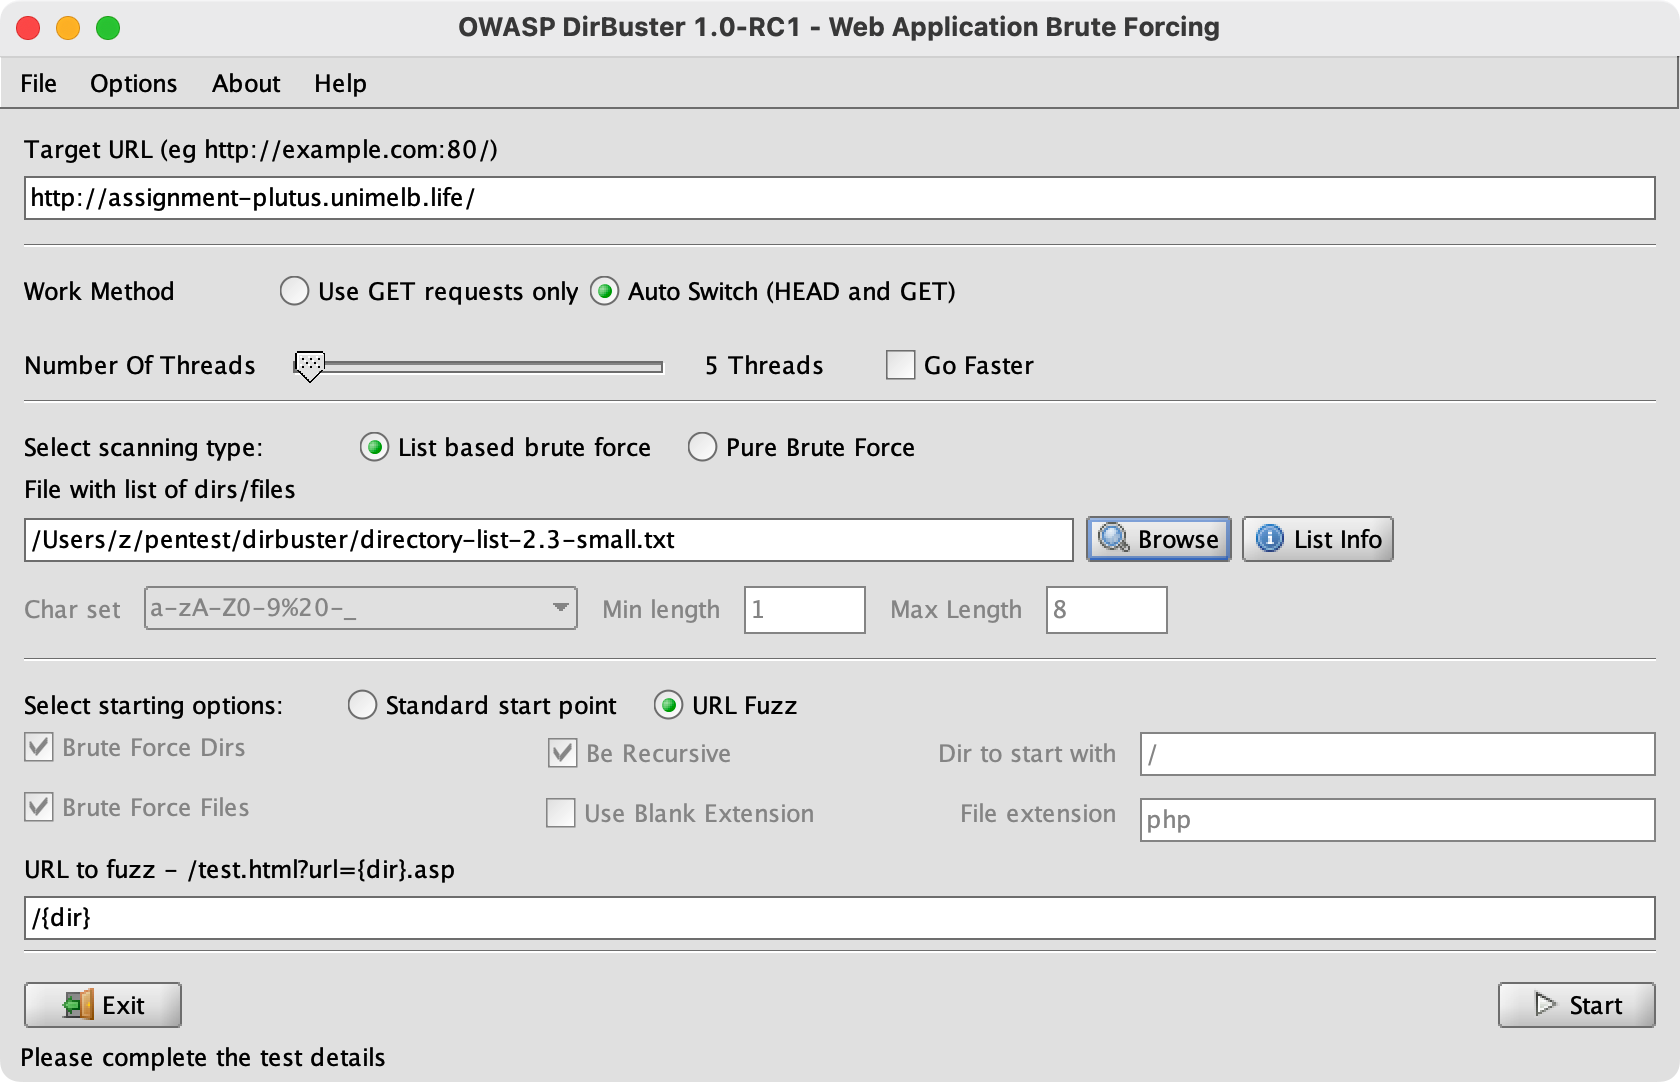 OWASP DirBuster 1.0-RC1 - Web Application Brute Forcing
File Options About Help
Target URL (eg http://example.com:80/)
http://assignment-plutus.unimelb.life/
Work Method Use GET requests only Auto Switch (HEAD and GET)
Number Of Threads 5 Threads Go Faster
Select scanning type: List based brute force Pure Brute Force
File with list of dirs/files
/Users/z/pentest/dirbuster/directory-list-2.3-small.txt Browse List Info
Char set a-zA-Z0-9%20-_ Min length 1 Max Length 8
Select starting options: Standard start point URL Fuzz
Brute Force Dirs Be Recursive Dir to start with /
Brute Force Files Use Blank Extension File extension php
URL to fuzz - /test.html?url={dir}.asp
/{dir}
Exit Start
Please complete the test details